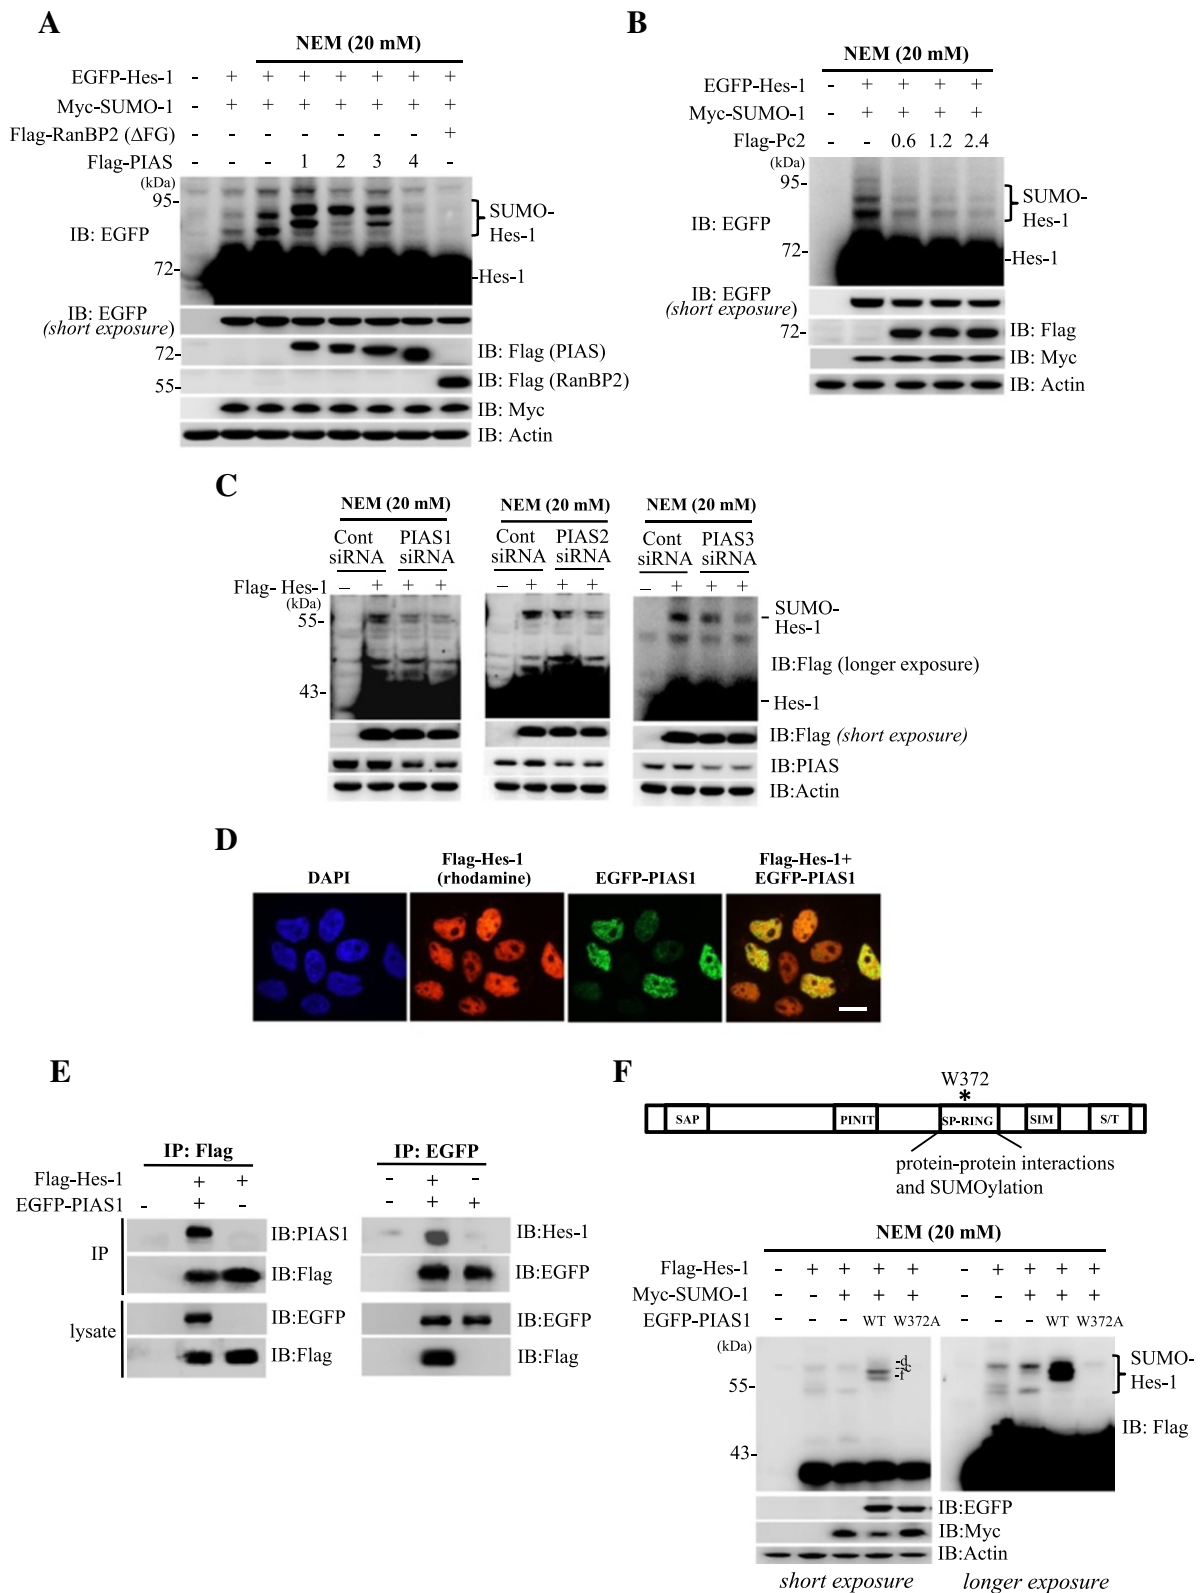 A
NEM (20 mM)
EGFP-Hes-1 - + + + + + + +
Myc-SUMO-1 - + + + + + + +
Flag-RanBP2 (ΔFG) - - - - - - - +
Flag-PIAS - - - 1 2 3 4 -
(kDa)
95-
IB: EGFP
SUMO-
Hes-1
72-
-Hes-1
IB: EGFP
(short exposure)
72-
IB: Flag (PIAS)
55-
IB: Flag (RanBP2)
IB: Myc
IB: Actin
B
NEM (20 mM)
EGFP-Hes-1 - + + + +
Myc-SUMO-1 - + + + +
Flag-Pc2 - - 0.6 1.2 2.4
(kDa)
95-
SUMO-
Hes-1
IB: EGFP
72-
-Hes-1
IB: EGFP
(short exposure)
72-
IB: Flag
IB: Myc
IB: Actin
C
NEM (20 mM) NEM (20 mM) NEM (20 mM)
Cont PIAS1 Cont PIAS2 Cont PIAS3
siRNA siRNA siRNA siRNA siRNA siRNA
Flag- Hes-1 – + + + – + + + – + + +
(kDa)
55-
- SUMO-
Hes-1
IB:Flag (longer exposure)
43-
- Hes-1
IB:Flag (short exposure)
IB:PIAS
IB:Actin
D
DAPI
Flag-Hes-1
(rhodamine)
EGFP-PIAS1
Flag-Hes-1+
EGFP-PIAS1
E
IP: Flag IP: EGFP
Flag-Hes-1 + + - + -
EGFP-PIAS1 - + - - + +
IP
IB:PIAS1 IB:Hes-1
IB:Flag IB:EGFP
lysate
IB:EGFP IB:EGFP
IB:Flag IB:Flag
F
W372
*
SAP PINIT SP-RING SIM S/T
protein-protein interactions
and SUMOylation
NEM (20 mM)
Flag-Hes-1 - + + + + - + + + +
Myc-SUMO-1 - - + + + - - + + +
EGFP-PIAS1 - - - WT W372A - - - WT W372A
(kDa)
-d
-c
-f
SUMO-
Hes-1
55-
IB: Flag
43-
IB:EGFP
IB:Myc
IB:Actin
short exposure longer exposure